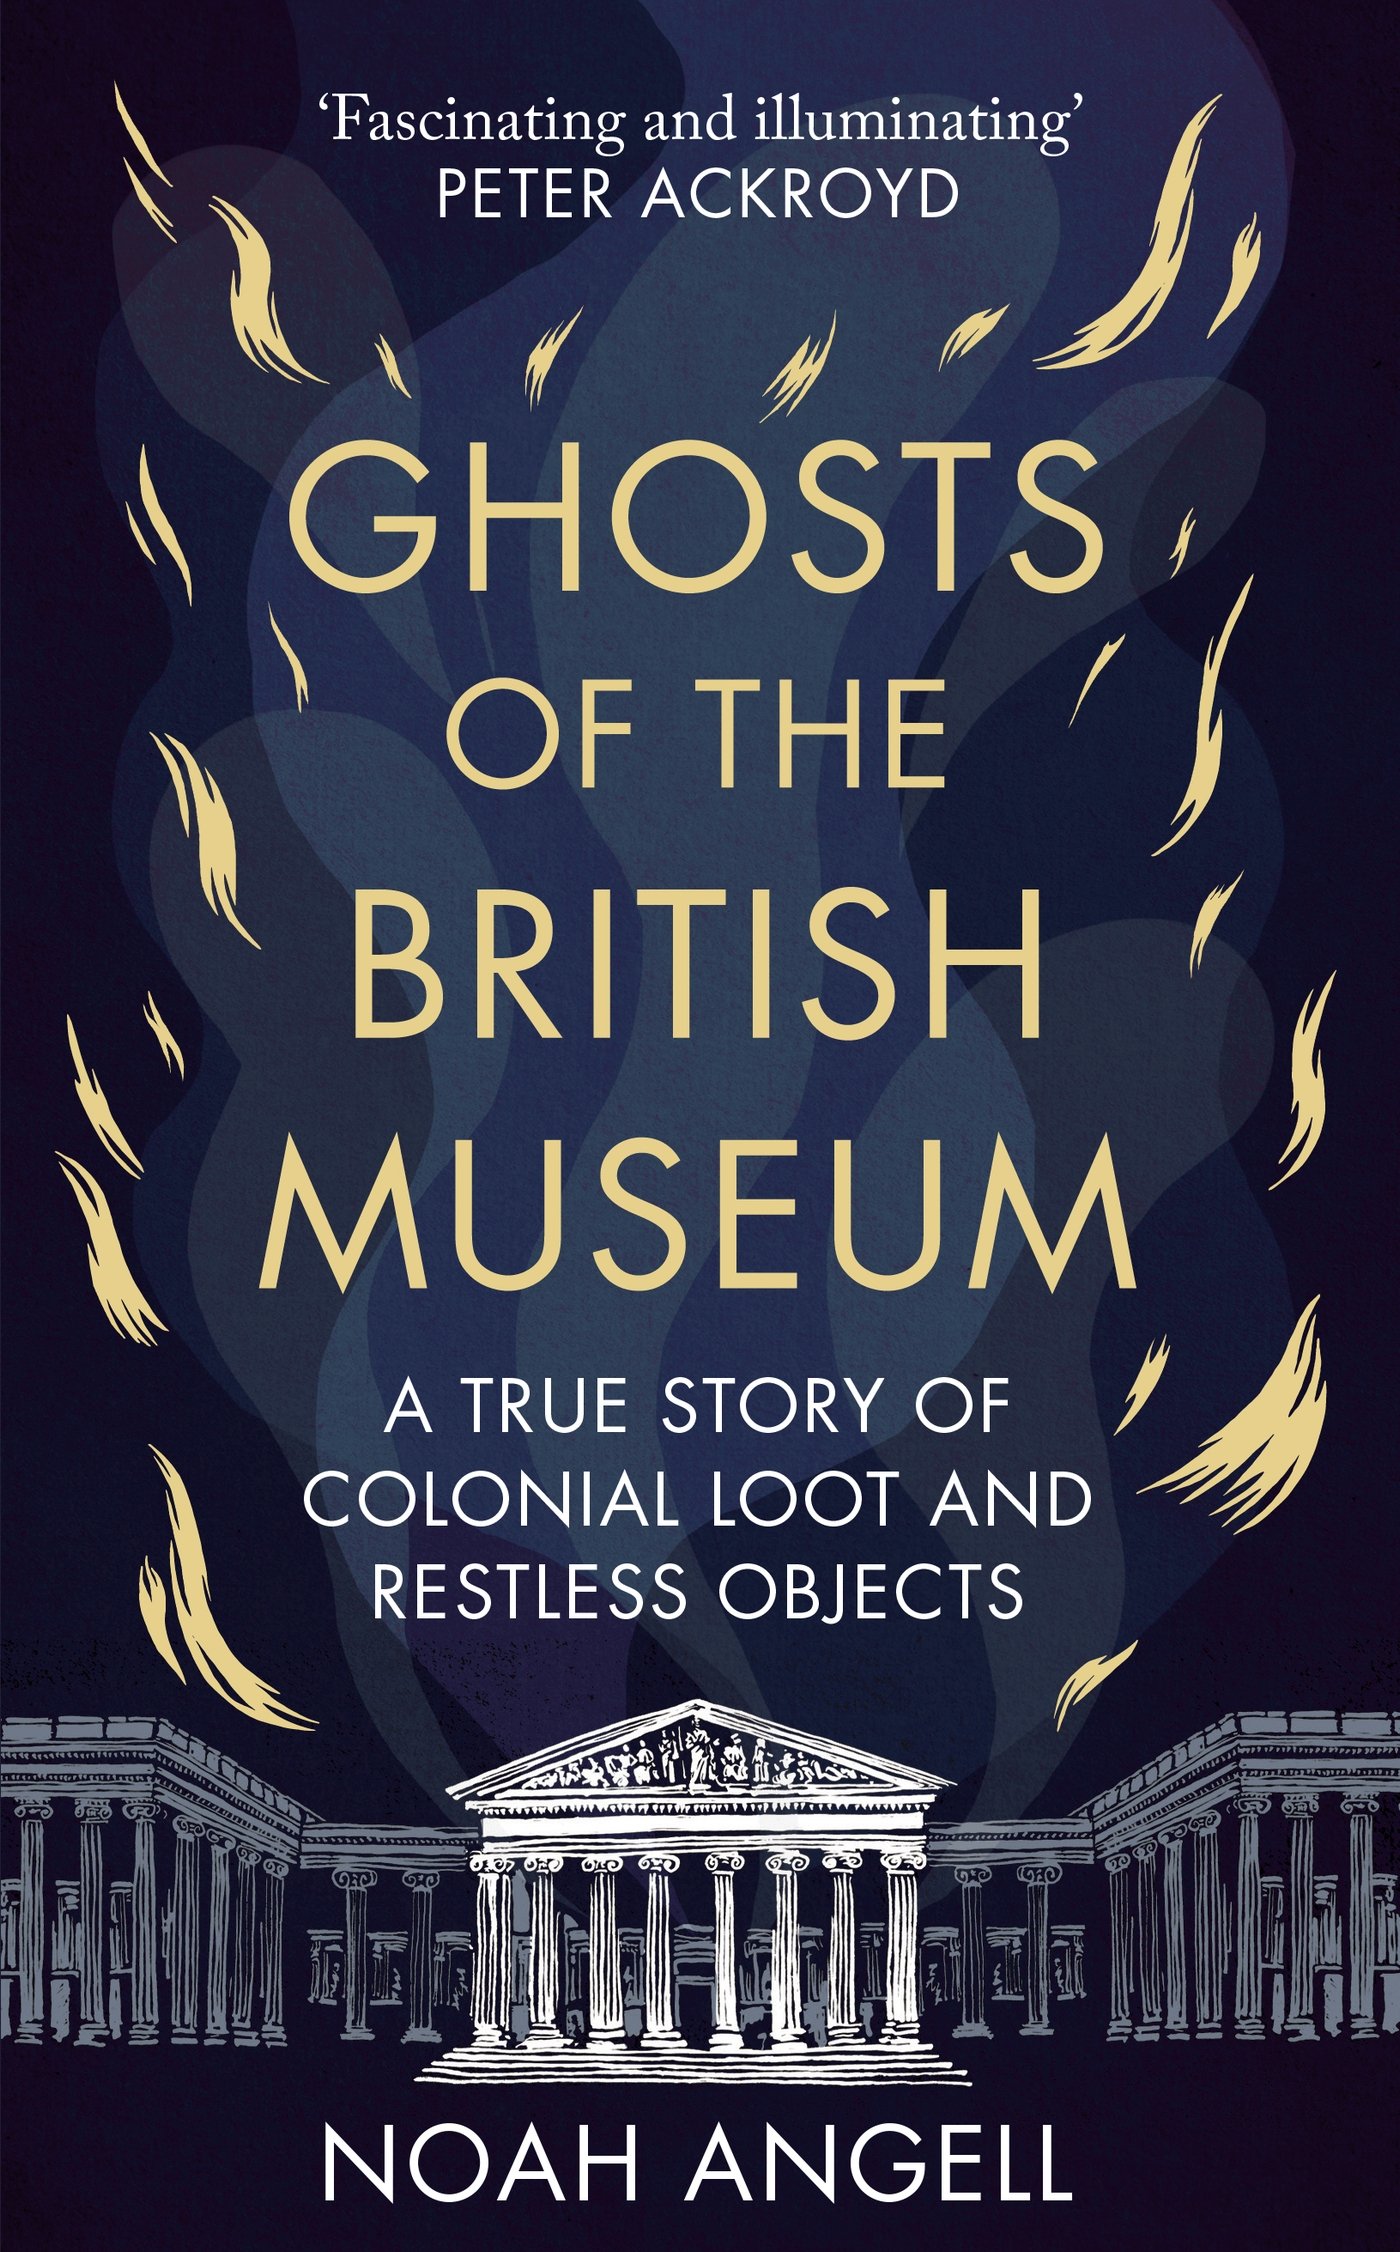 ‘Fascinating and illuminating’
PETER ACKROYD
GHOSTS
OF THE
BRITISH
MUSEUM
A TRUE STORY OF
COLONIAL LOOT AND
RESTLESS OBJECTS
NOAH ANGELL